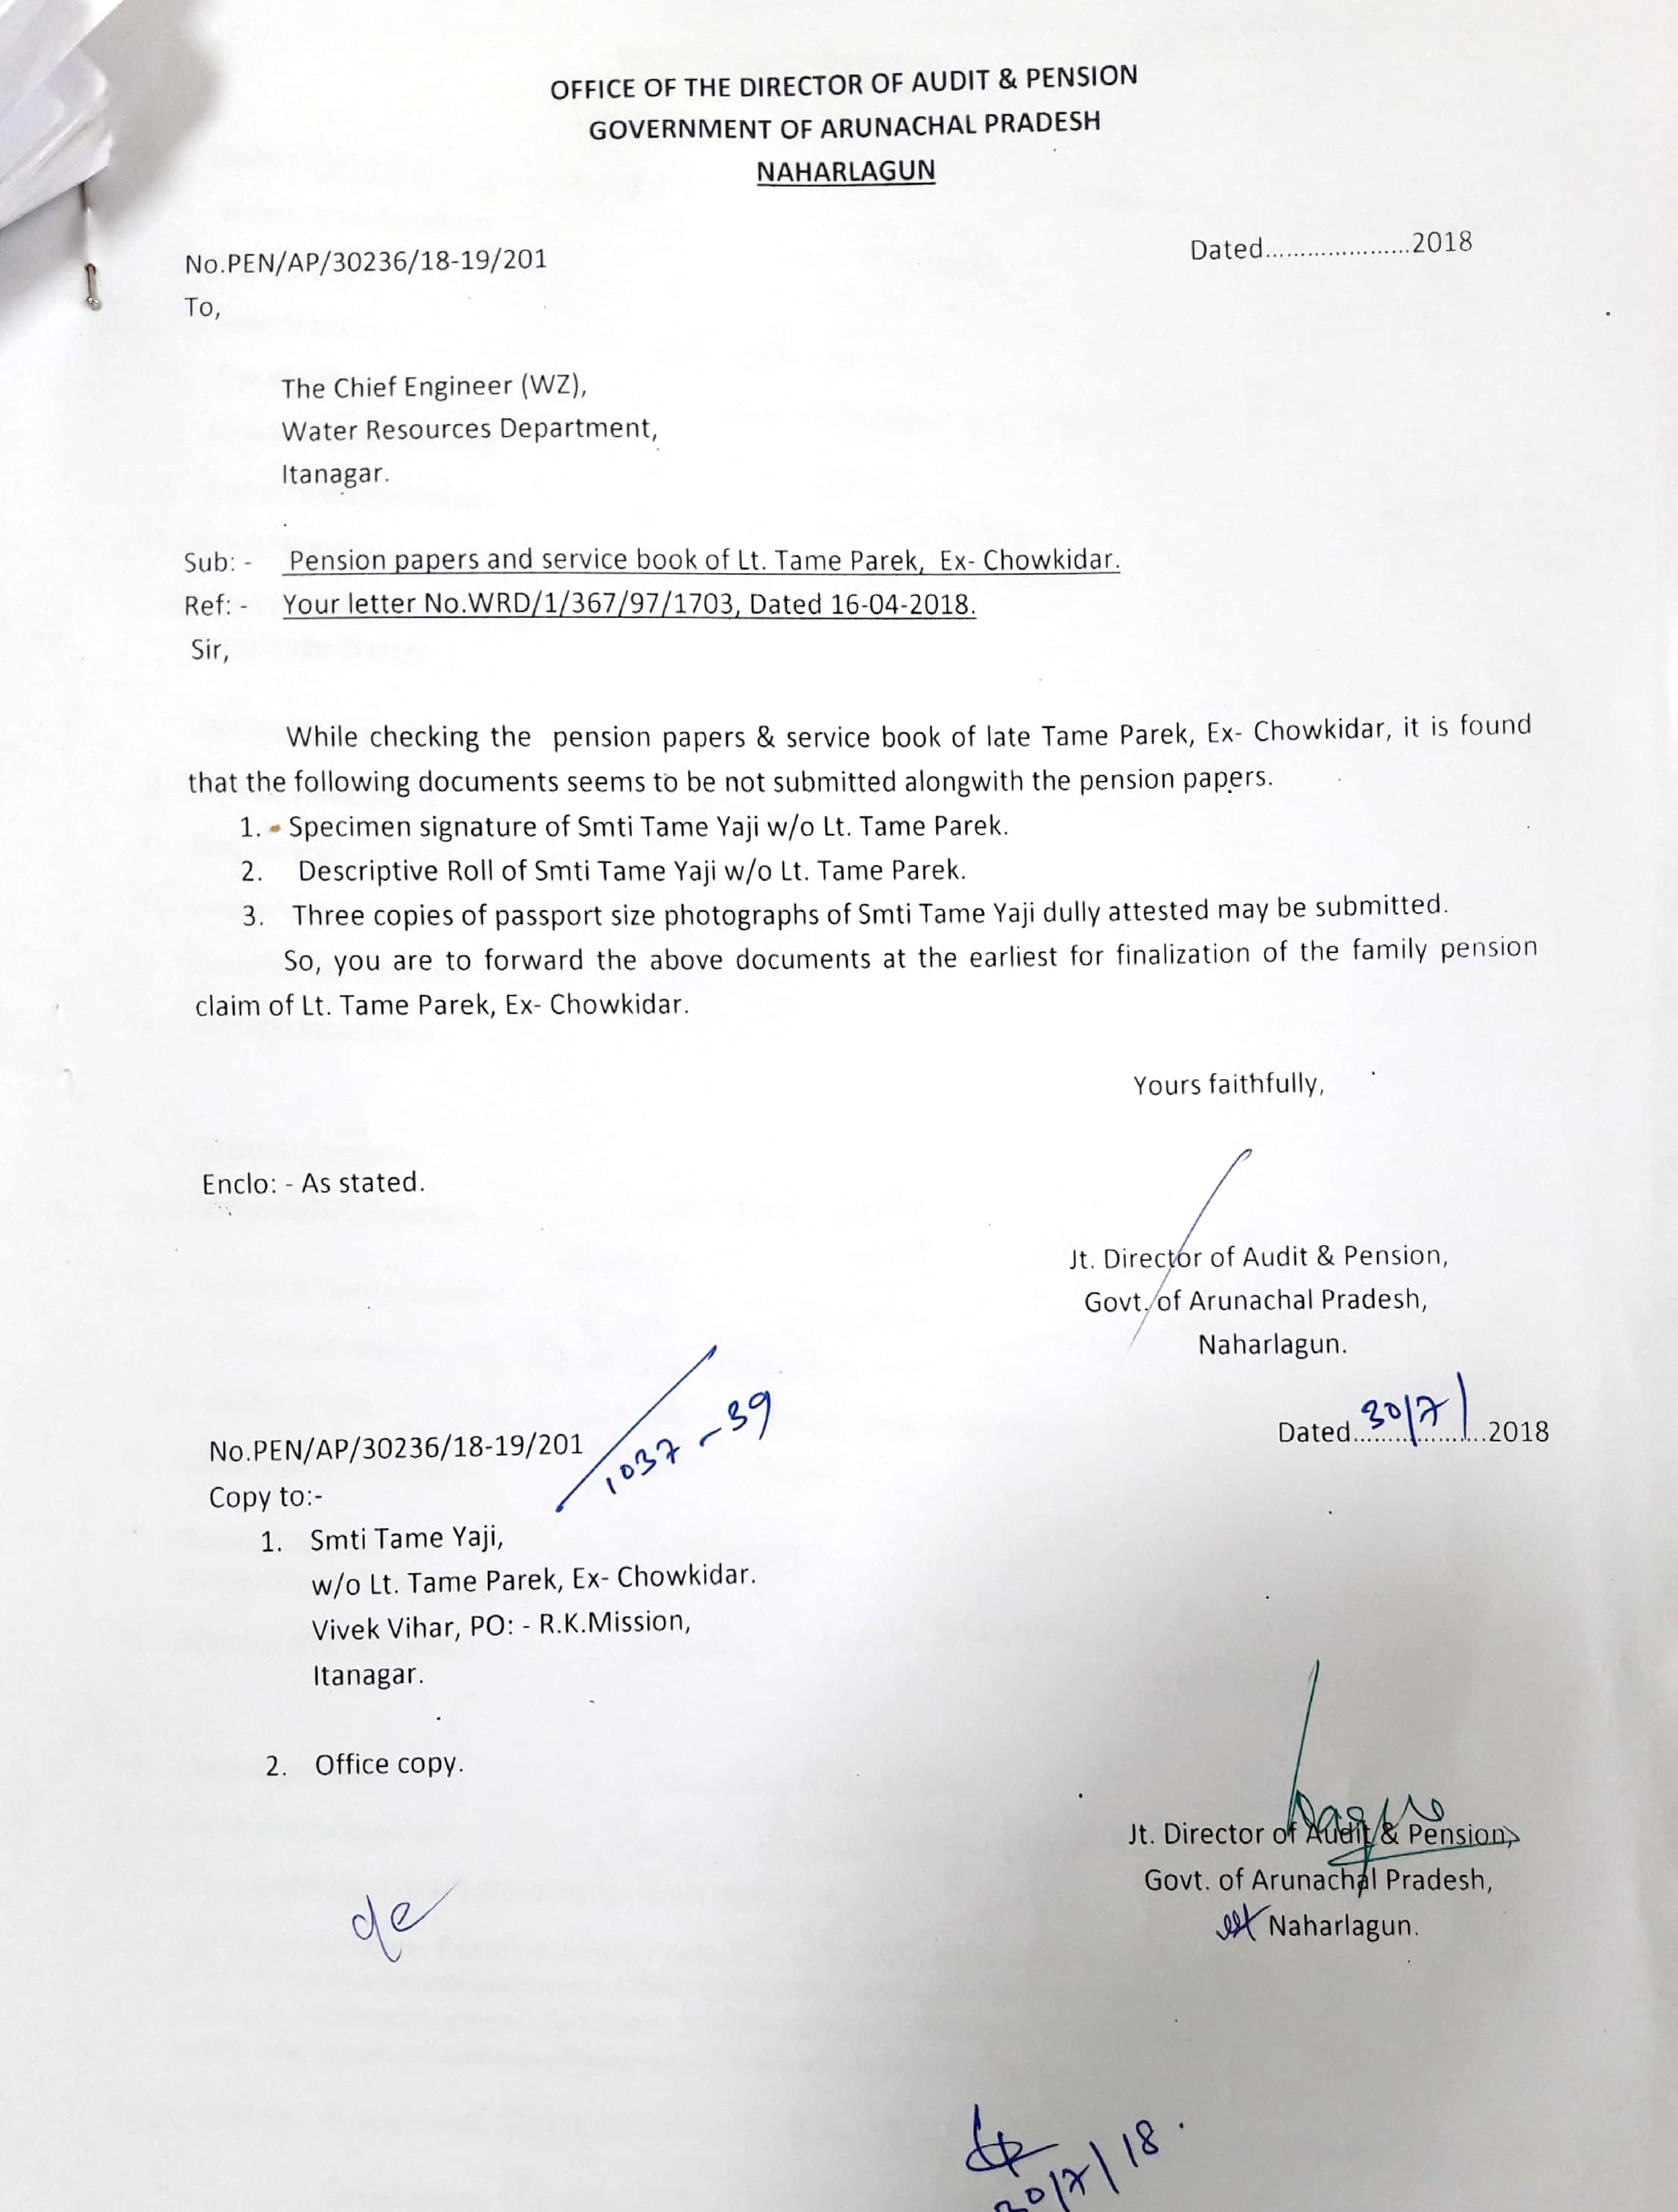 OFFICE OF THE DIRECTOR OF AUDIT & PENSION
GOVERNMENT OF ARUNACHAL PRADESH
NAHARLAGUN
No.PEN/AP/30236/18-19/201
Dated.....................2018
To,
The Chief Engineer (WZ),
Water Resources Department,
Itanagar.
Sub: - Pension papers and service book of Lt. Tame Parek, Ex- Chowkidar.
Ref: - Your letter No.WRD/1/367/97/1703, Dated 16-04-2018.
Sir,
While checking the pension papers & service book of late Tame Parek, Ex- Chowkidar, it is found
that the following documents seems to be not submitted alongwith the pension papers.
1. Specimen signature of Smti Tame Yaji w/o Lt. Tame Parek.
2. Descriptive Roll of Smti Tame Yaji w/o Lt. Tame Parek.
3. Three copies of passport size photographs of Smti Tame Yaji dully attested may be submitted.
So, you are to forward the above documents at the earliest for finalization of the family pension
claim of Lt. Tame Parek, Ex- Chowkidar.
Yours faithfully,
Enclo: - As stated.
Jt. Director of Audit & Pension,
Govt. of Arunachal Pradesh,
Naharlagun.
No.PEN/AP/30236/18-19/201 / 1037 - 39
Dated 30/7/ 2018
Copy to:-
1. Smti Tame Yaji,
w/o Lt. Tame Parek, Ex- Chowkidar.
Vivek Vihar, PO: - R.K.Mission,
Itanagar.
2. Office copy.
Jt. Director of Audit & Pension,
Govt. of Arunachal Pradesh,
Naharlagun.
30/7/18.